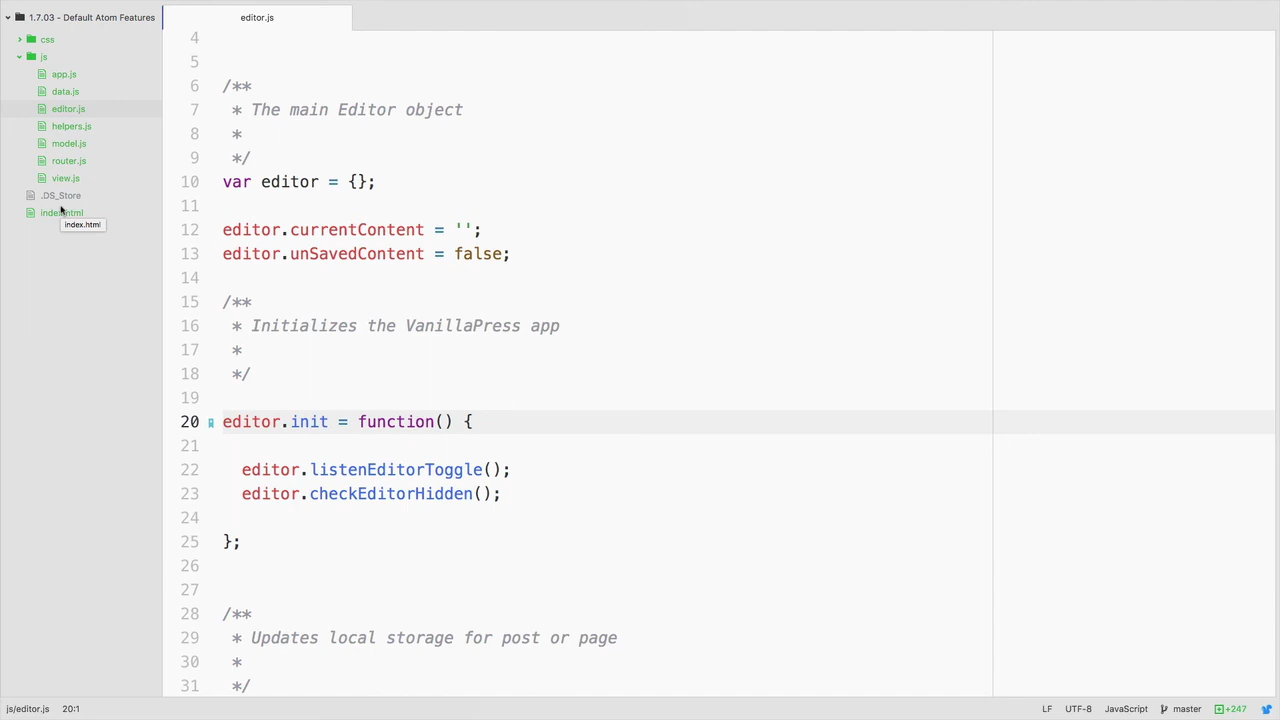 1.7.03 - Default Atom Features
css
js
app.js
data.js
editor.js
helpers.js
model.js
router.js
view.js
.DS_Store
index.html
index.html
editor.js
4
5
6 /**
7 * The main Editor object
8 *
9 */
10 var editor = {};
11
12 editor.currentContent = '';
13 editor.unSavedContent = false;
14
15 /**
16 * Initializes the VanillaPress app
17 *
18 */
19
20 editor.init = function() {
21
22 editor.listenEditorToggle();
23 editor.checkEditorHidden();
24
25 };
26
27
28 /**
29 * Updates local storage for post or page
30 *
31 */
js/editor.js 20:1 LF UTF-8 JavaScript master +247